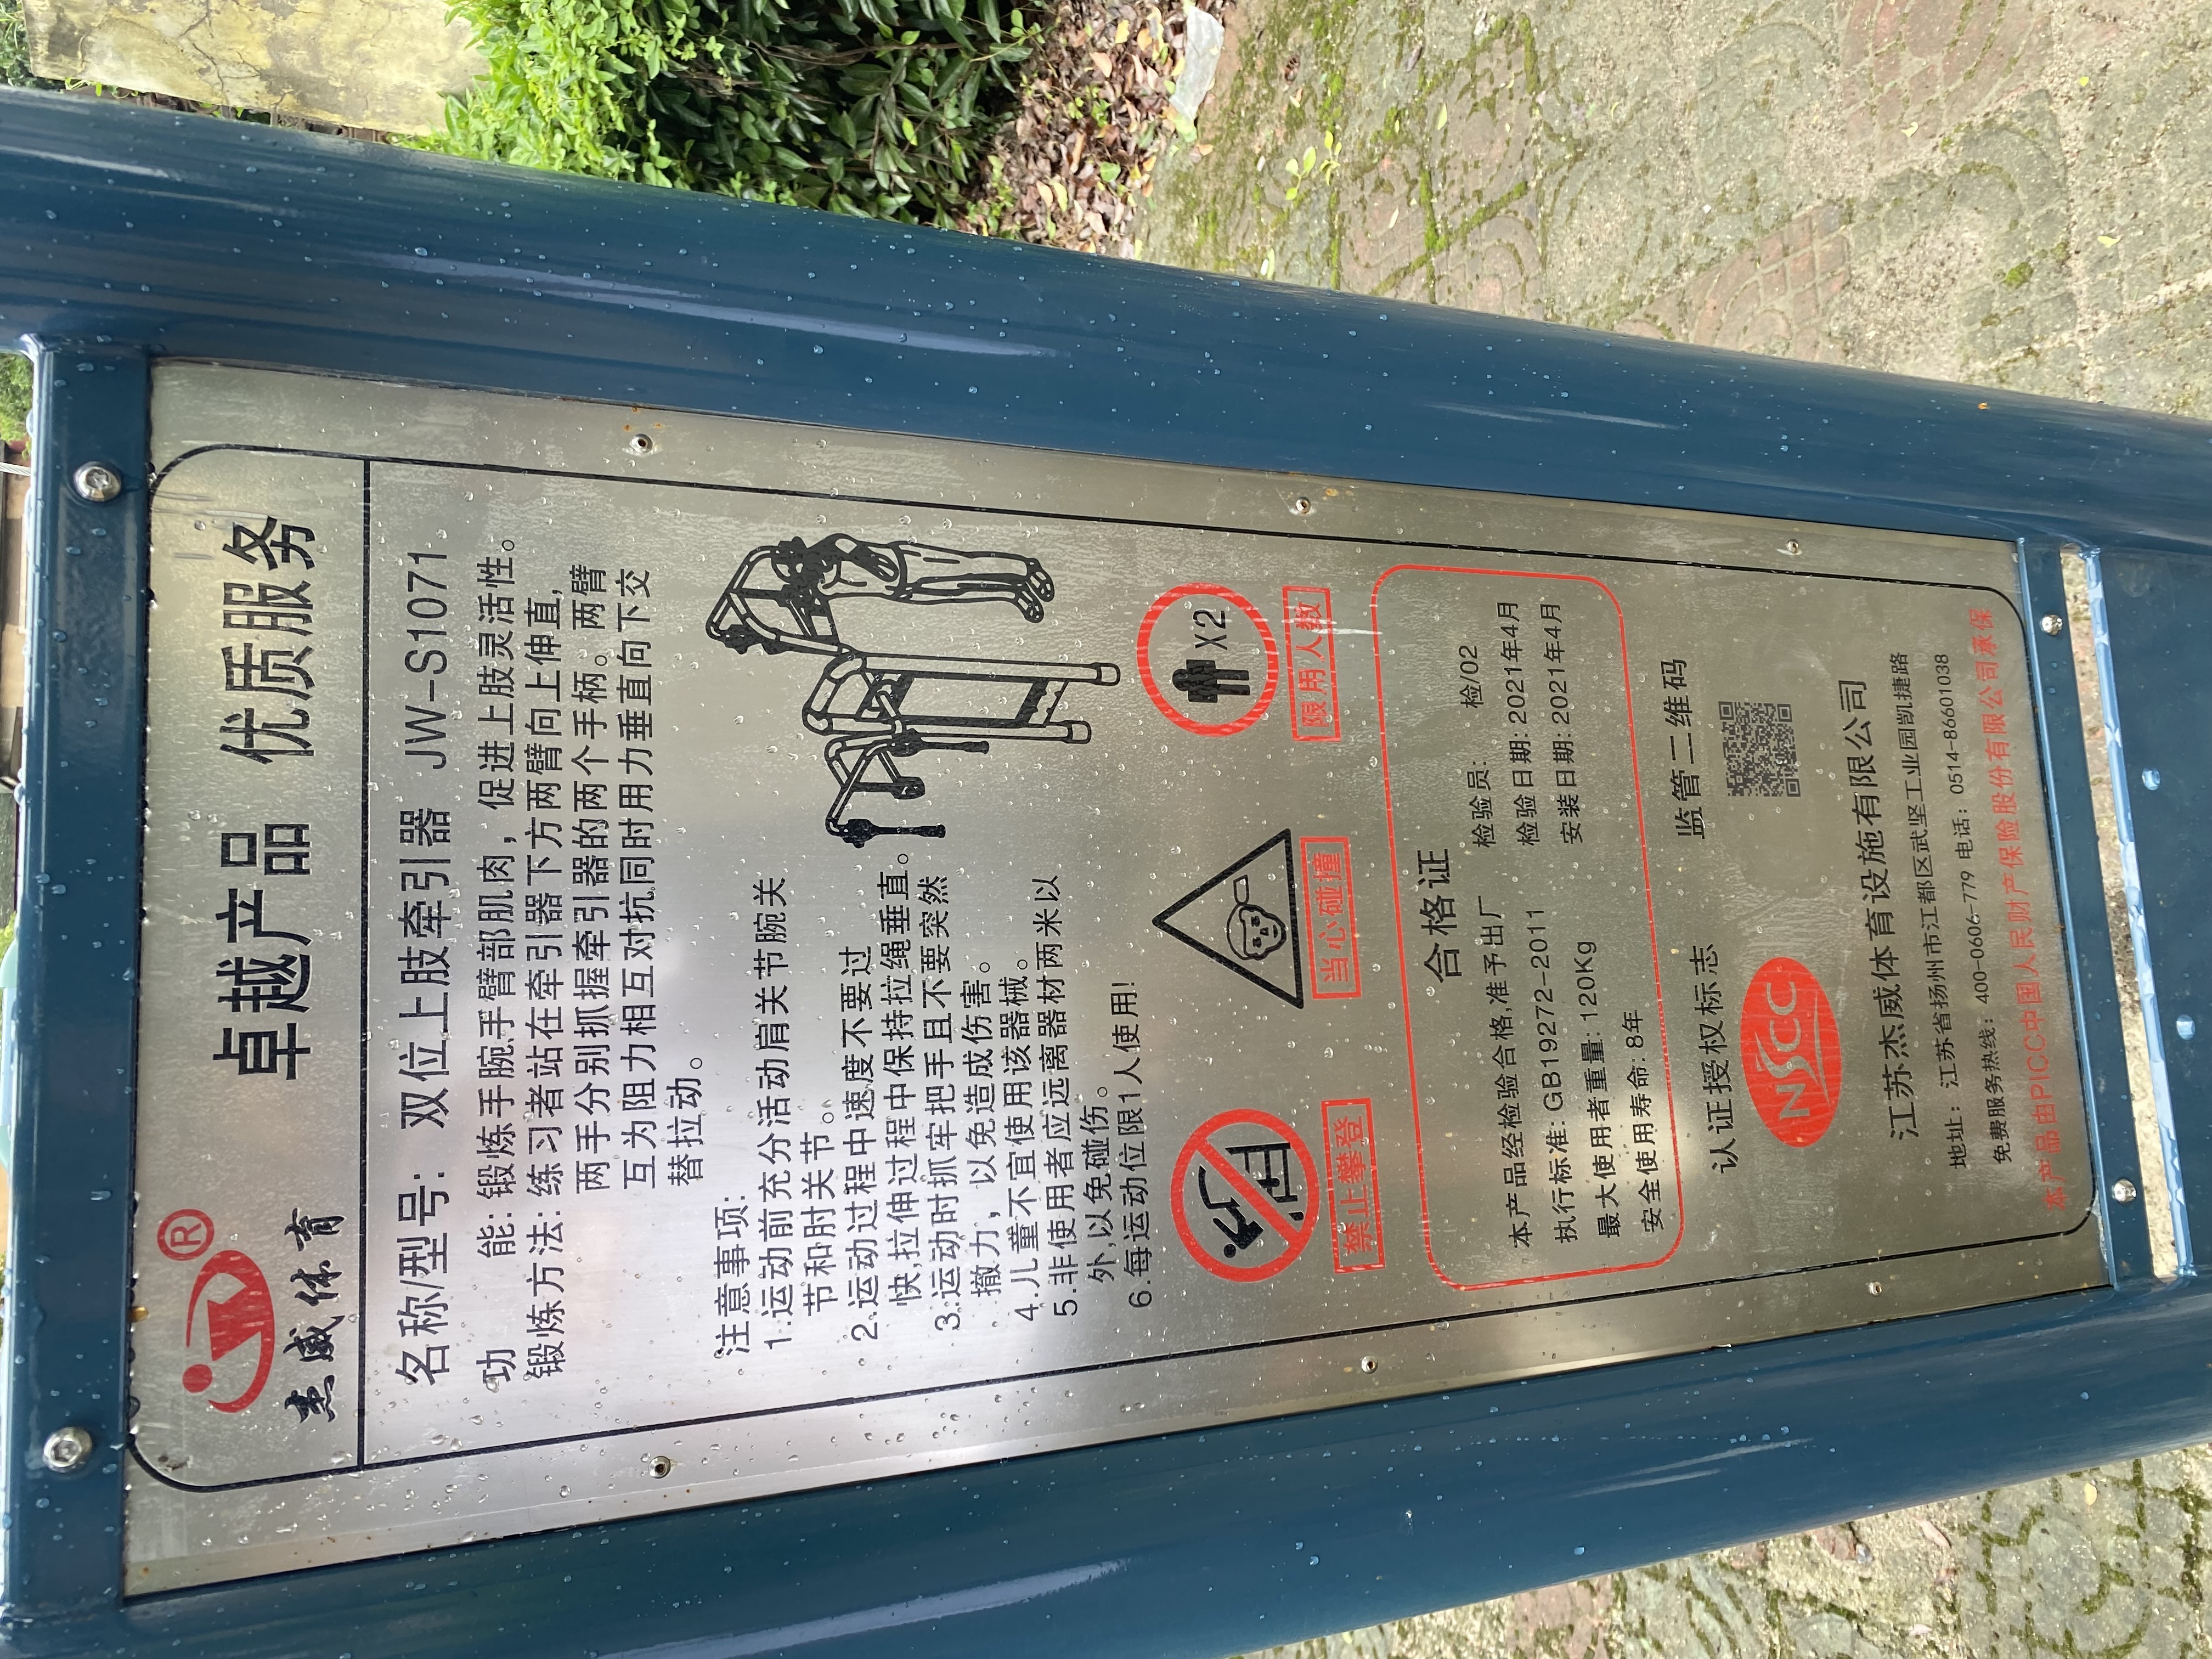 杰威体育
卓越产品 优质服务
名称/型号: 双位上肢牵引器 JW-S1071
功 能: 锻炼手腕手臂部肌肉，促进上肢灵活性。
锻炼方法: 练习者站在牵引器下方两臂向上伸直,
两手分别抓握牵引器的两个手柄。两臂
互为阻力相互对抗同时用力垂直向下交
替拉动。
注意事项:
1.运动前充分活动肩关节腕关
节和肘关节。
2.运动过程中速度不要过
快,拉伸过程中保持拉绳垂直。
3.运动时抓牢把手且不要突然
撤力，以免造成伤害。
4.儿童不宜使用该器械。
5.非使用者应远离器材两米以
外,以免碰伤。
6.每运动位限1人使用!
X2
禁止攀登
当心碰撞
限用人数
合格证
本产品经检验合格,准予出厂 检验员: 检/02
执行标准: GB19272-2011 检验日期: 2021年4月
最大使用者重量: 120Kg 安装日期: 2021年4月
安全使用寿命: 8年
认证授权标志 监管二维码
NSCC
江苏杰威体育设施有限公司
地址: 江苏省扬州市江都区武坚工业园凯捷路
免费服务热线: 400-0606-779 电话: 0514-86601038
本产品由PICC中国人民财产保险股份有限公司承保